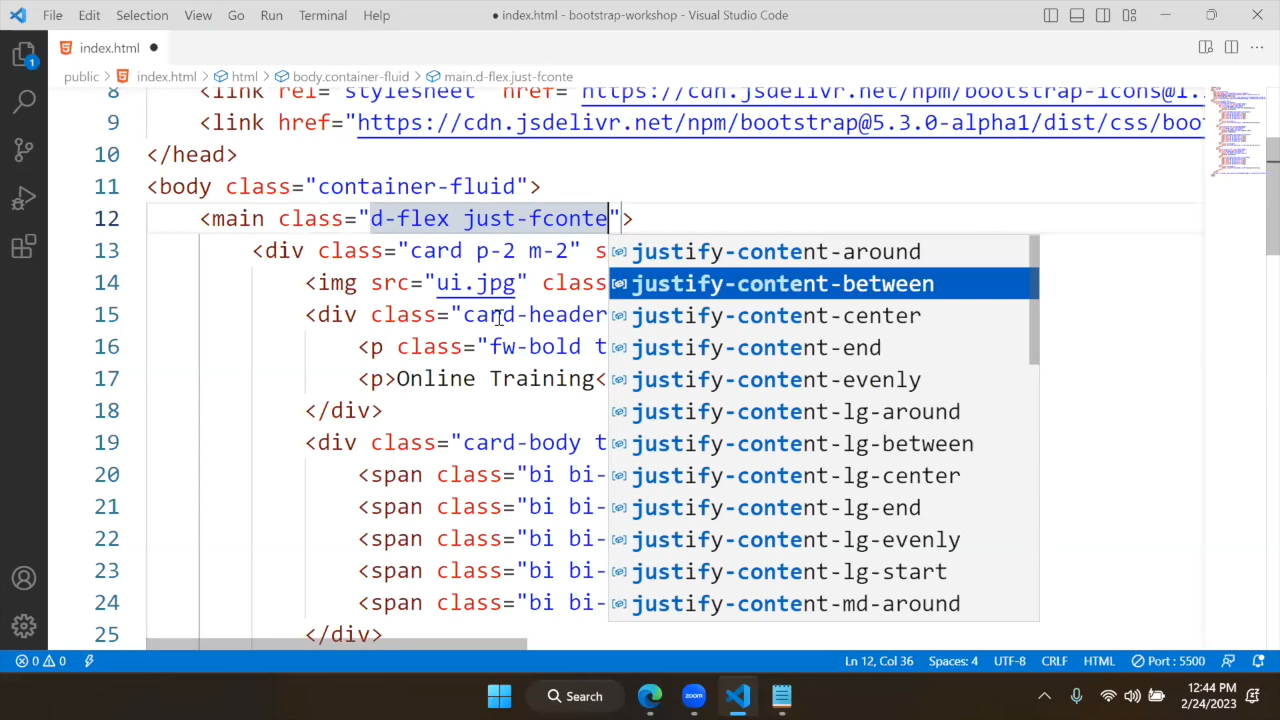 File Edit Selection View Go Run Terminal Help ● index.html - bootstrap-workshop - Visual Studio Code
index.html ●
public > index.html > html > body.container-fluid > main.d-flex.just-fconte
8 <link rel="stylesheet" href="https://cdn.jsdelivr.net/npm/bootstrap-icons@1.
9 <link href="https://cdn.jsdelivr.net/npm/bootstrap@5.3.0-alpha1/dist/css/boo
10 </head>
11 <body class="container-fluid">
12 <main class="d-flex just-fconte">
13 <div class="card p-2 m-2" s
14 <img src="ui.jpg" class
15 <div class="card-header
16 <p class="fw-bold t
17 <p>Online Training<
18 </div>
19 <div class="card-body t
20 <span class="bi bi-
21 <span class="bi bi-
22 <span class="bi bi-
23 <span class="bi bi-
24 <span class="bi bi-
25 </div>
justify-content-around
justify-content-between
justify-content-center
justify-content-end
justify-content-evenly
justify-content-lg-around
justify-content-lg-between
justify-content-lg-center
justify-content-lg-end
justify-content-lg-evenly
justify-content-lg-start
justify-content-md-around
1
0 0 Ln 12, Col 36 Spaces: 4 UTF-8 CRLF HTML Port : 5500
Search zoom 12:44 PM
2/24/2023